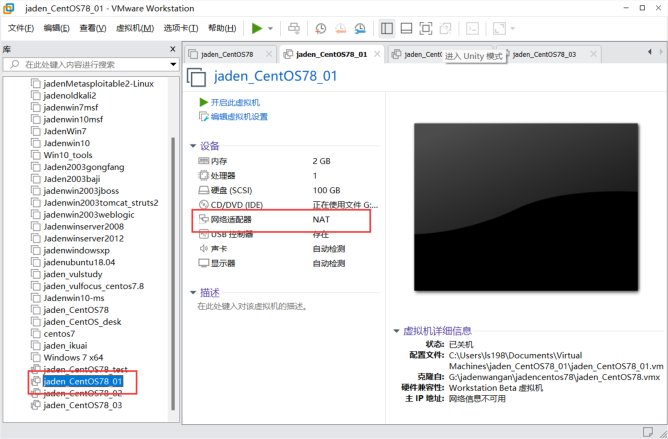 jaden_CentOS78_01 - VMware Workstation
文件(F) 编辑(E) 查看(V) 虚拟机(M) 选项卡(T) 帮助(H)
库
在此处键入内容进行搜索
jadenMetasploitable2-Linux
jadenoldkali2
jadenwin7msf
jadenwin10msf
JadenWin7
jadenwin10
Win10_tools
Jaden2003gongfang
Jaden2003baji
jadenwin2003jboss
Jadenwin2003tomcat_struts2
Jadenwin2003weblogic
Jadenwinserver2008
Jadenwinserver2012
jadenwindowsxp
jadenubuntu18.04
jaden_vulstudy
jaden_vulfocus_centos7.8
Jadenwin10-ms
jaden_CentOS78
jaden_CentOS_desk
centos7
jaden_ikuai
Windows 7 x64
jaden_CentOS78_test
jaden_CentOS78_01
jaden_CentOS78_02
jaden_CentOS78_03
jaden_CentOS78
jaden_CentOS78_01
jaden_CentOS
进入 Unity 模式
jaden_CentOS78_03
jaden_CentOS78_01
开启此虚拟机
编辑虚拟机设置
设备
内存 2 GB
处理器 1
硬盘 (SCSI) 100 GB
CD/DVD (IDE) 正在使用文件 G:...
网络适配器 NAT
USB 控制器 存在
声卡 自动检测
显示器 自动检测
描述
在此处键入对该虚拟机的描述。
虚拟机详细信息
状态: 已关机
配置文件: C:\Users\ls198\Documents\Virtual
Machines\jaden_CentOS78_01\jaden_CentOS78_01.vm
克隆自: G:\jadenwangan\jadencentos78\jaden_CentOS78.vmx
硬件兼容性: Workstation Beta 虚拟机
主 IP 地址: 网络信息不可用